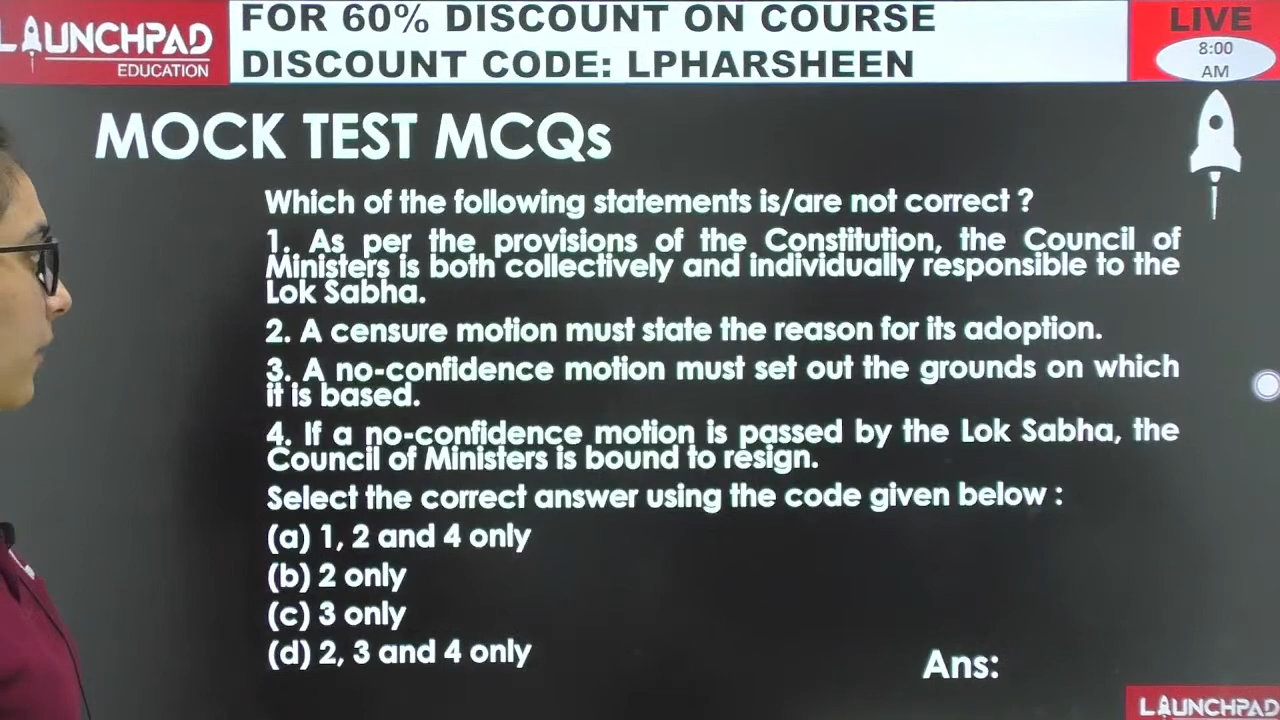 LAUNCHPAD
EDUCATION
FOR 60% DISCOUNT ON COURSE
DISCOUNT CODE: LPHARSHEEN
LIVE
8:00
AM
MOCK TEST MCQs
Which of the following statements is/are not correct ?
1. As per the provisions of the Constitution, the Council of
Ministers is both collectively and individually responsible to the
Lok Sabha.
2. A censure motion must state the reason for its adoption.
3. A no-confidence motion must set out the grounds on which
it is based.
4. If a no-confidence motion is passed by the Lok Sabha, the
Council of Ministers is bound to resign.
Select the correct answer using the code given below :
(a) 1, 2 and 4 only
(b) 2 only
(c) 3 only
(d) 2, 3 and 4 only
Ans:
LAUNCHPAD